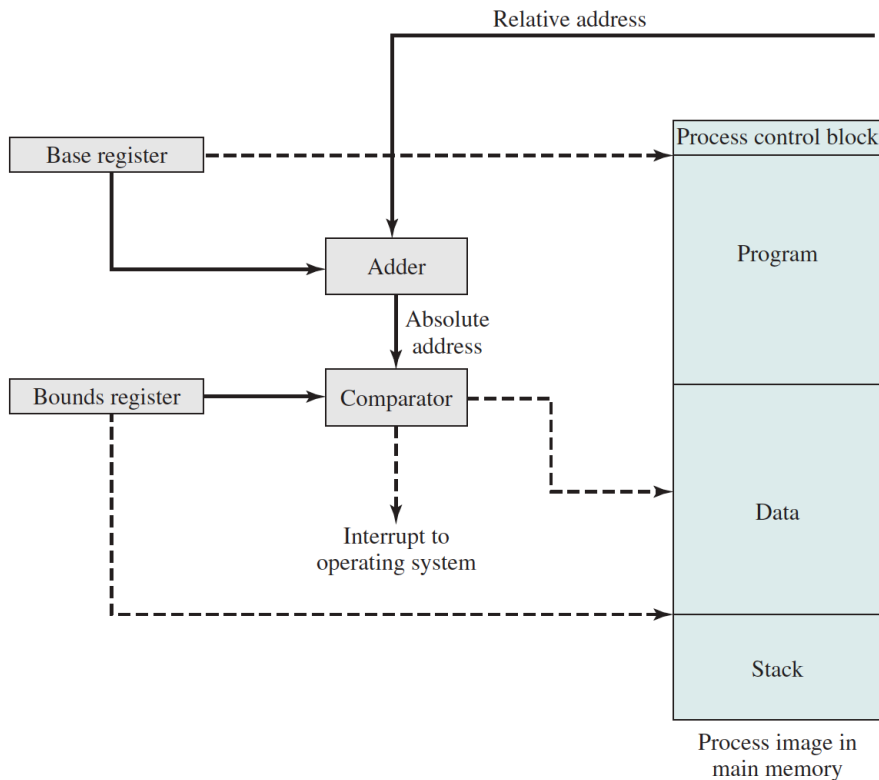 Relative address
Process control block
Base register
Program
Adder
Absolute
address
Bounds register
Comparator
Data
Interrupt to
operating system
Stack
Process image in
main memory